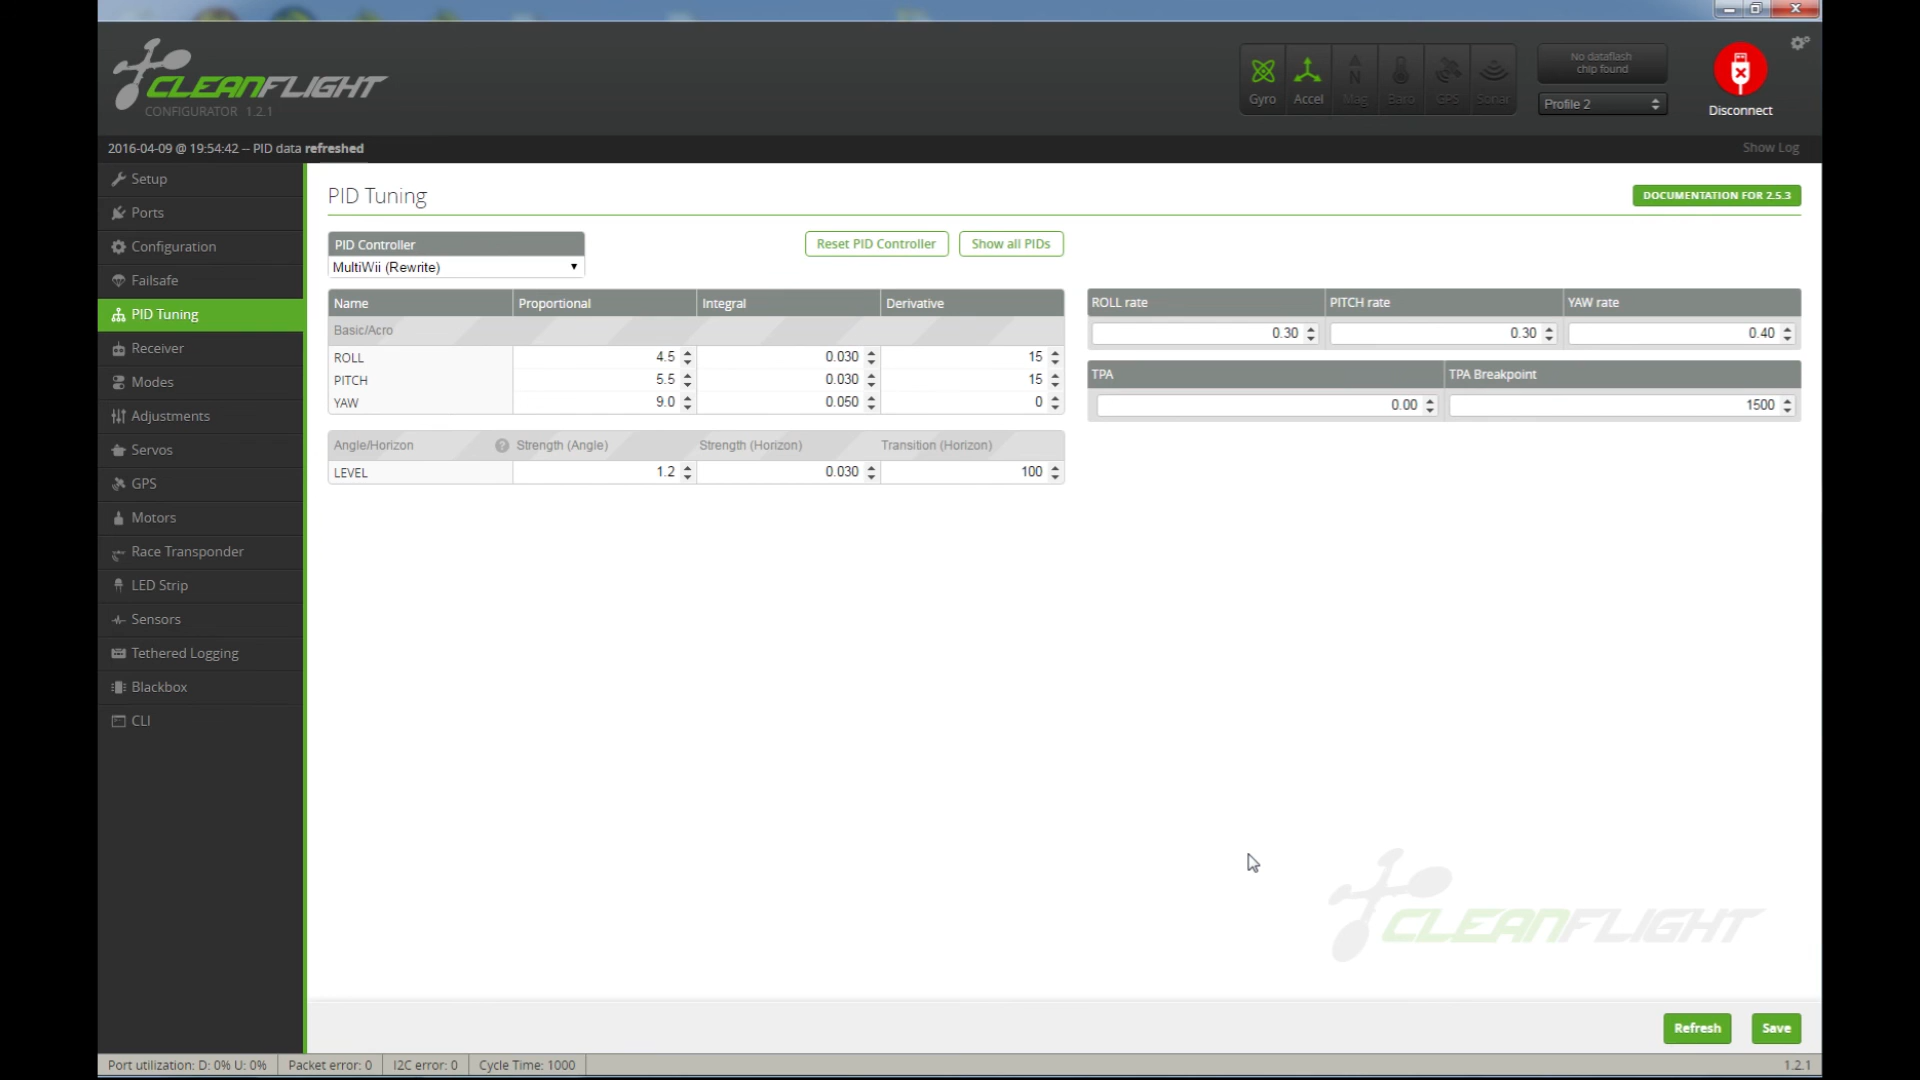 CLEANFLIGHT
CONFIGURATOR 1.2.1
Gyro Accel Mag Baro GPS Sonar
No dataflash
chip found
Profile 2
Disconnect
2016-04-09 @ 19:54:42 -- PID data refreshed
Show Log
Setup
Ports
Configuration
Failsafe
PID Tuning
Receiver
Modes
Adjustments
Servos
GPS
Motors
Race Transponder
LED Strip
Sensors
Tethered Logging
Blackbox
CLI
PID Tuning
DOCUMENTATION FOR 2.5.3
PID Controller
MultiWii (Rewrite)
Reset PID Controller
Show all PIDs
Name Proportional Integral Derivative
Basic/Acro
ROLL 4.5 0.030 15
PITCH 5.5 0.030 15
YAW 9.0 0.050 0
Angle/Horizon ? Strength (Angle) Strength (Horizon) Transition (Horizon)
LEVEL 1.2 0.030 100
ROLL rate PITCH rate YAW rate
0.30 0.30 0.40
TPA TPA Breakpoint
0.00 1500
CLEANFLIGHT
Refresh
Save
Port utilization: D: 0% U: 0% Packet error: 0 I2C error: 0 Cycle Time: 1000
1.2.1